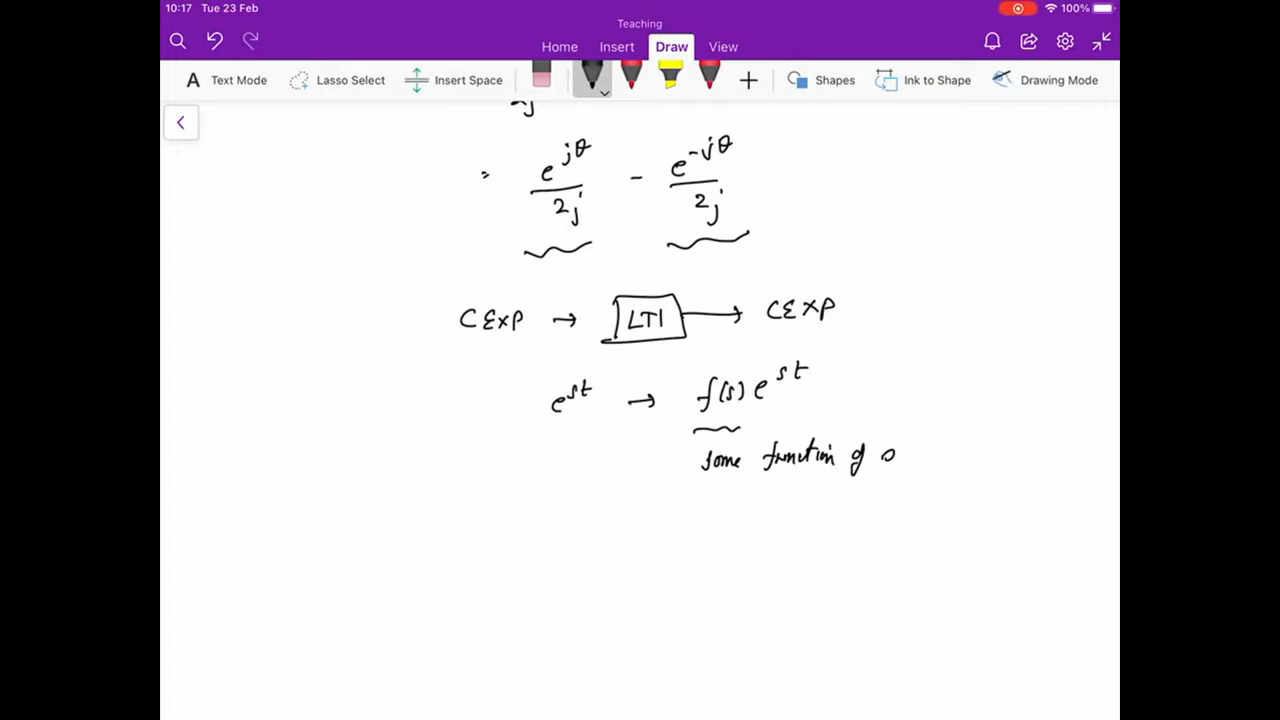 10:17 Tue 23 Feb 100%
Teaching
Home Insert Draw View
A Text Mode Lasso Select Insert Space Shapes Ink to Shape Drawing Mode
2j
= e^{jθ}/2j - e^{-jθ}/2j
CEXP → LTI → CEXP
e^{st} → f(s) e^{st}
some function of